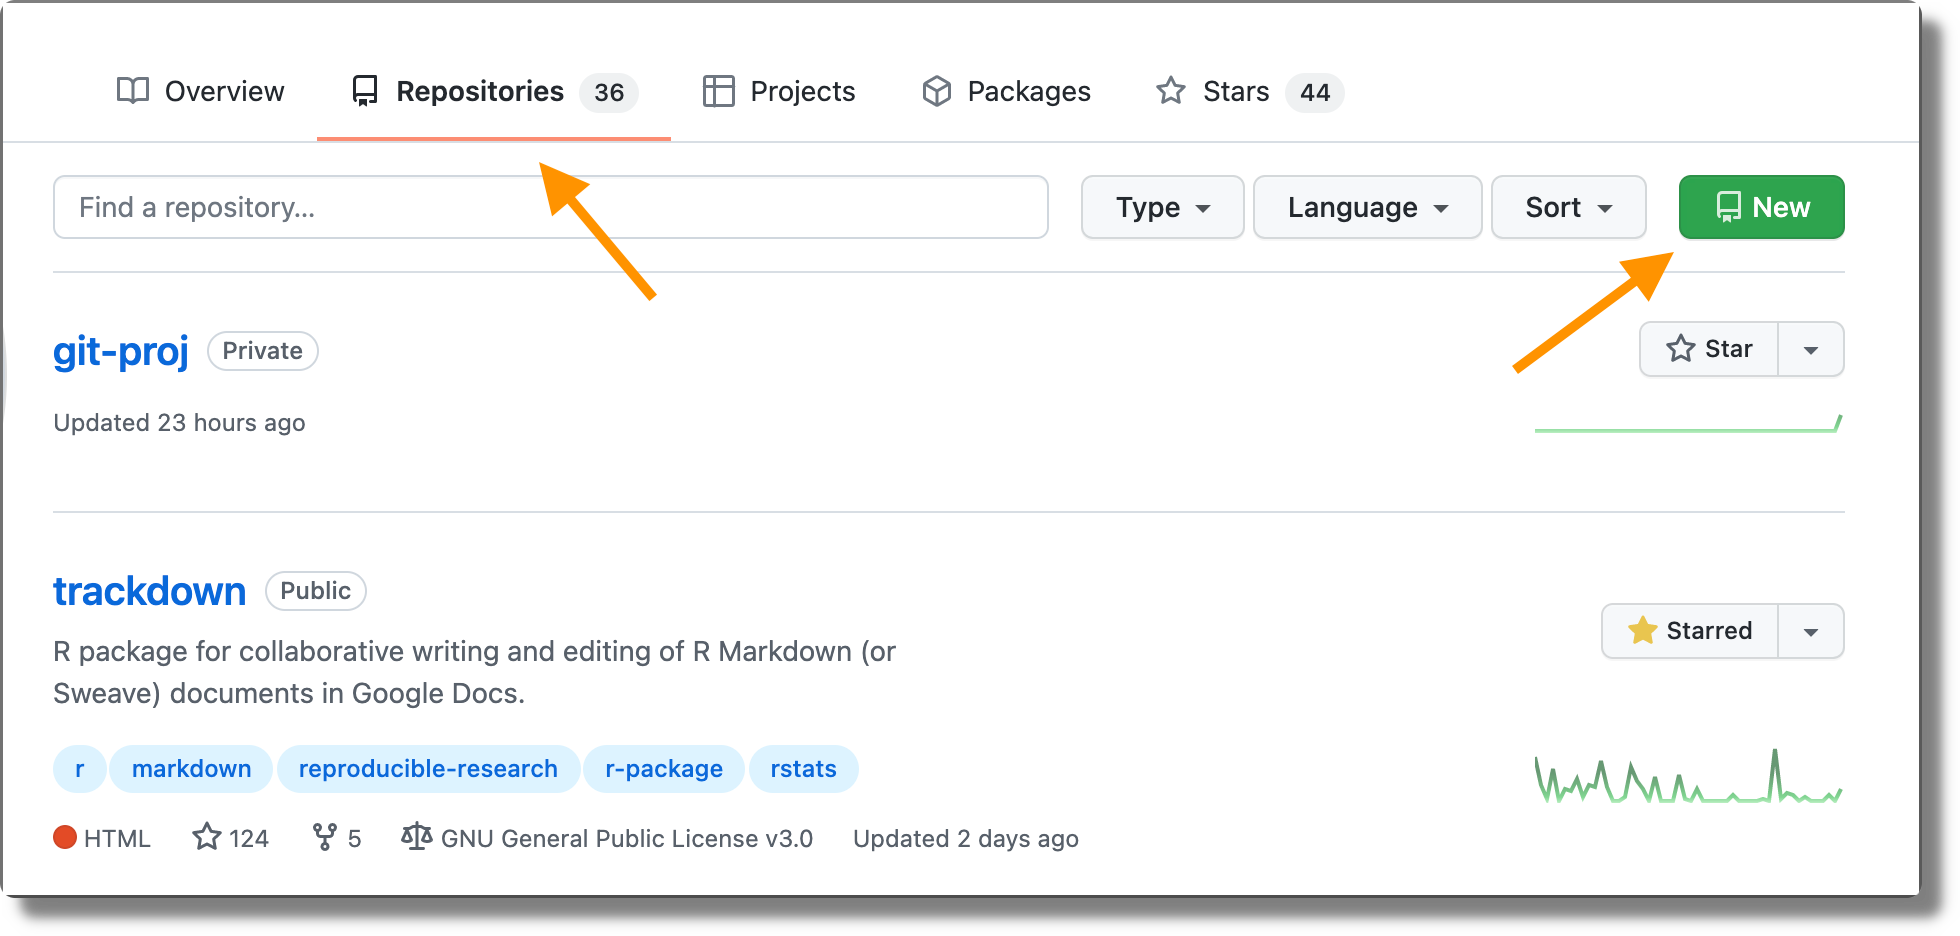 Overview Repositories 36 Projects Packages Stars 44
Find a repository... Type Language Sort New
git-proj Private Star
Updated 23 hours ago
trackdown Public
Starred
R package for collaborative writing and editing of R Markdown (or
Sweave) documents in Google Docs.
r markdown reproducible-research r-package rstats
HTML 124 5 GNU General Public License v3.0 Updated 2 days ago